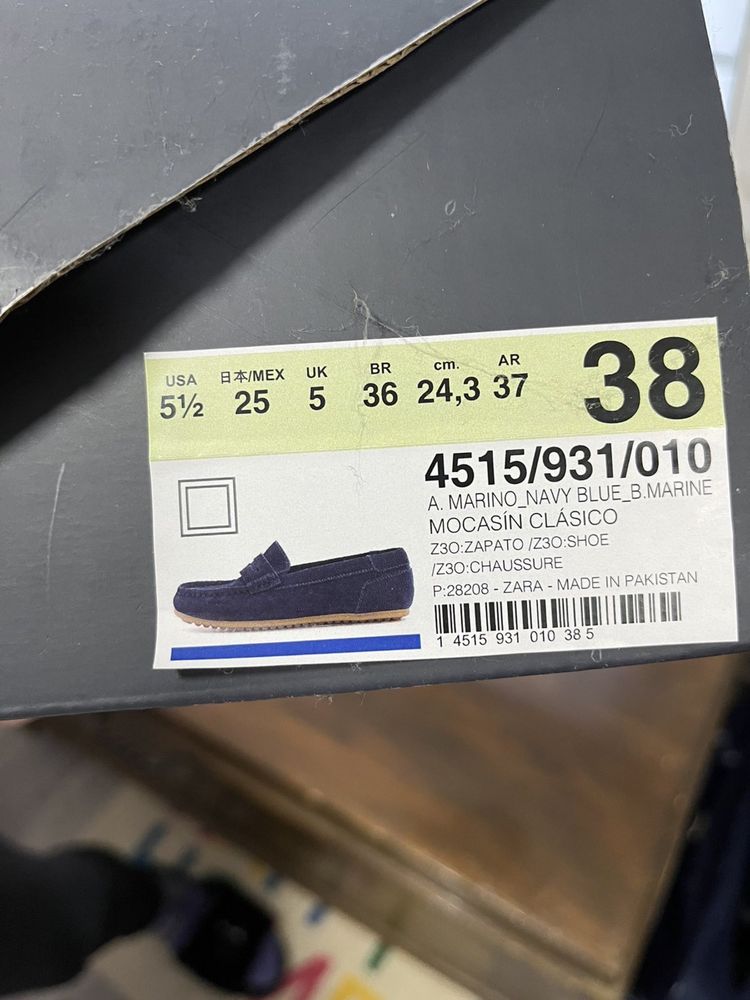 USA 日本/MEX UK BR cm. AR
5½ 25 5 36 24,3 37 38
4515/931/010
A. MARINO_NAVY BLUE_B.MARINE
MOCASÍN CLÁSICO
Z3O:ZAPATO /Z3O:SHOE
/Z3O:CHAUSSURE
P:28208 - ZARA - MADE IN PAKISTAN
1 4515 931 010 38 5